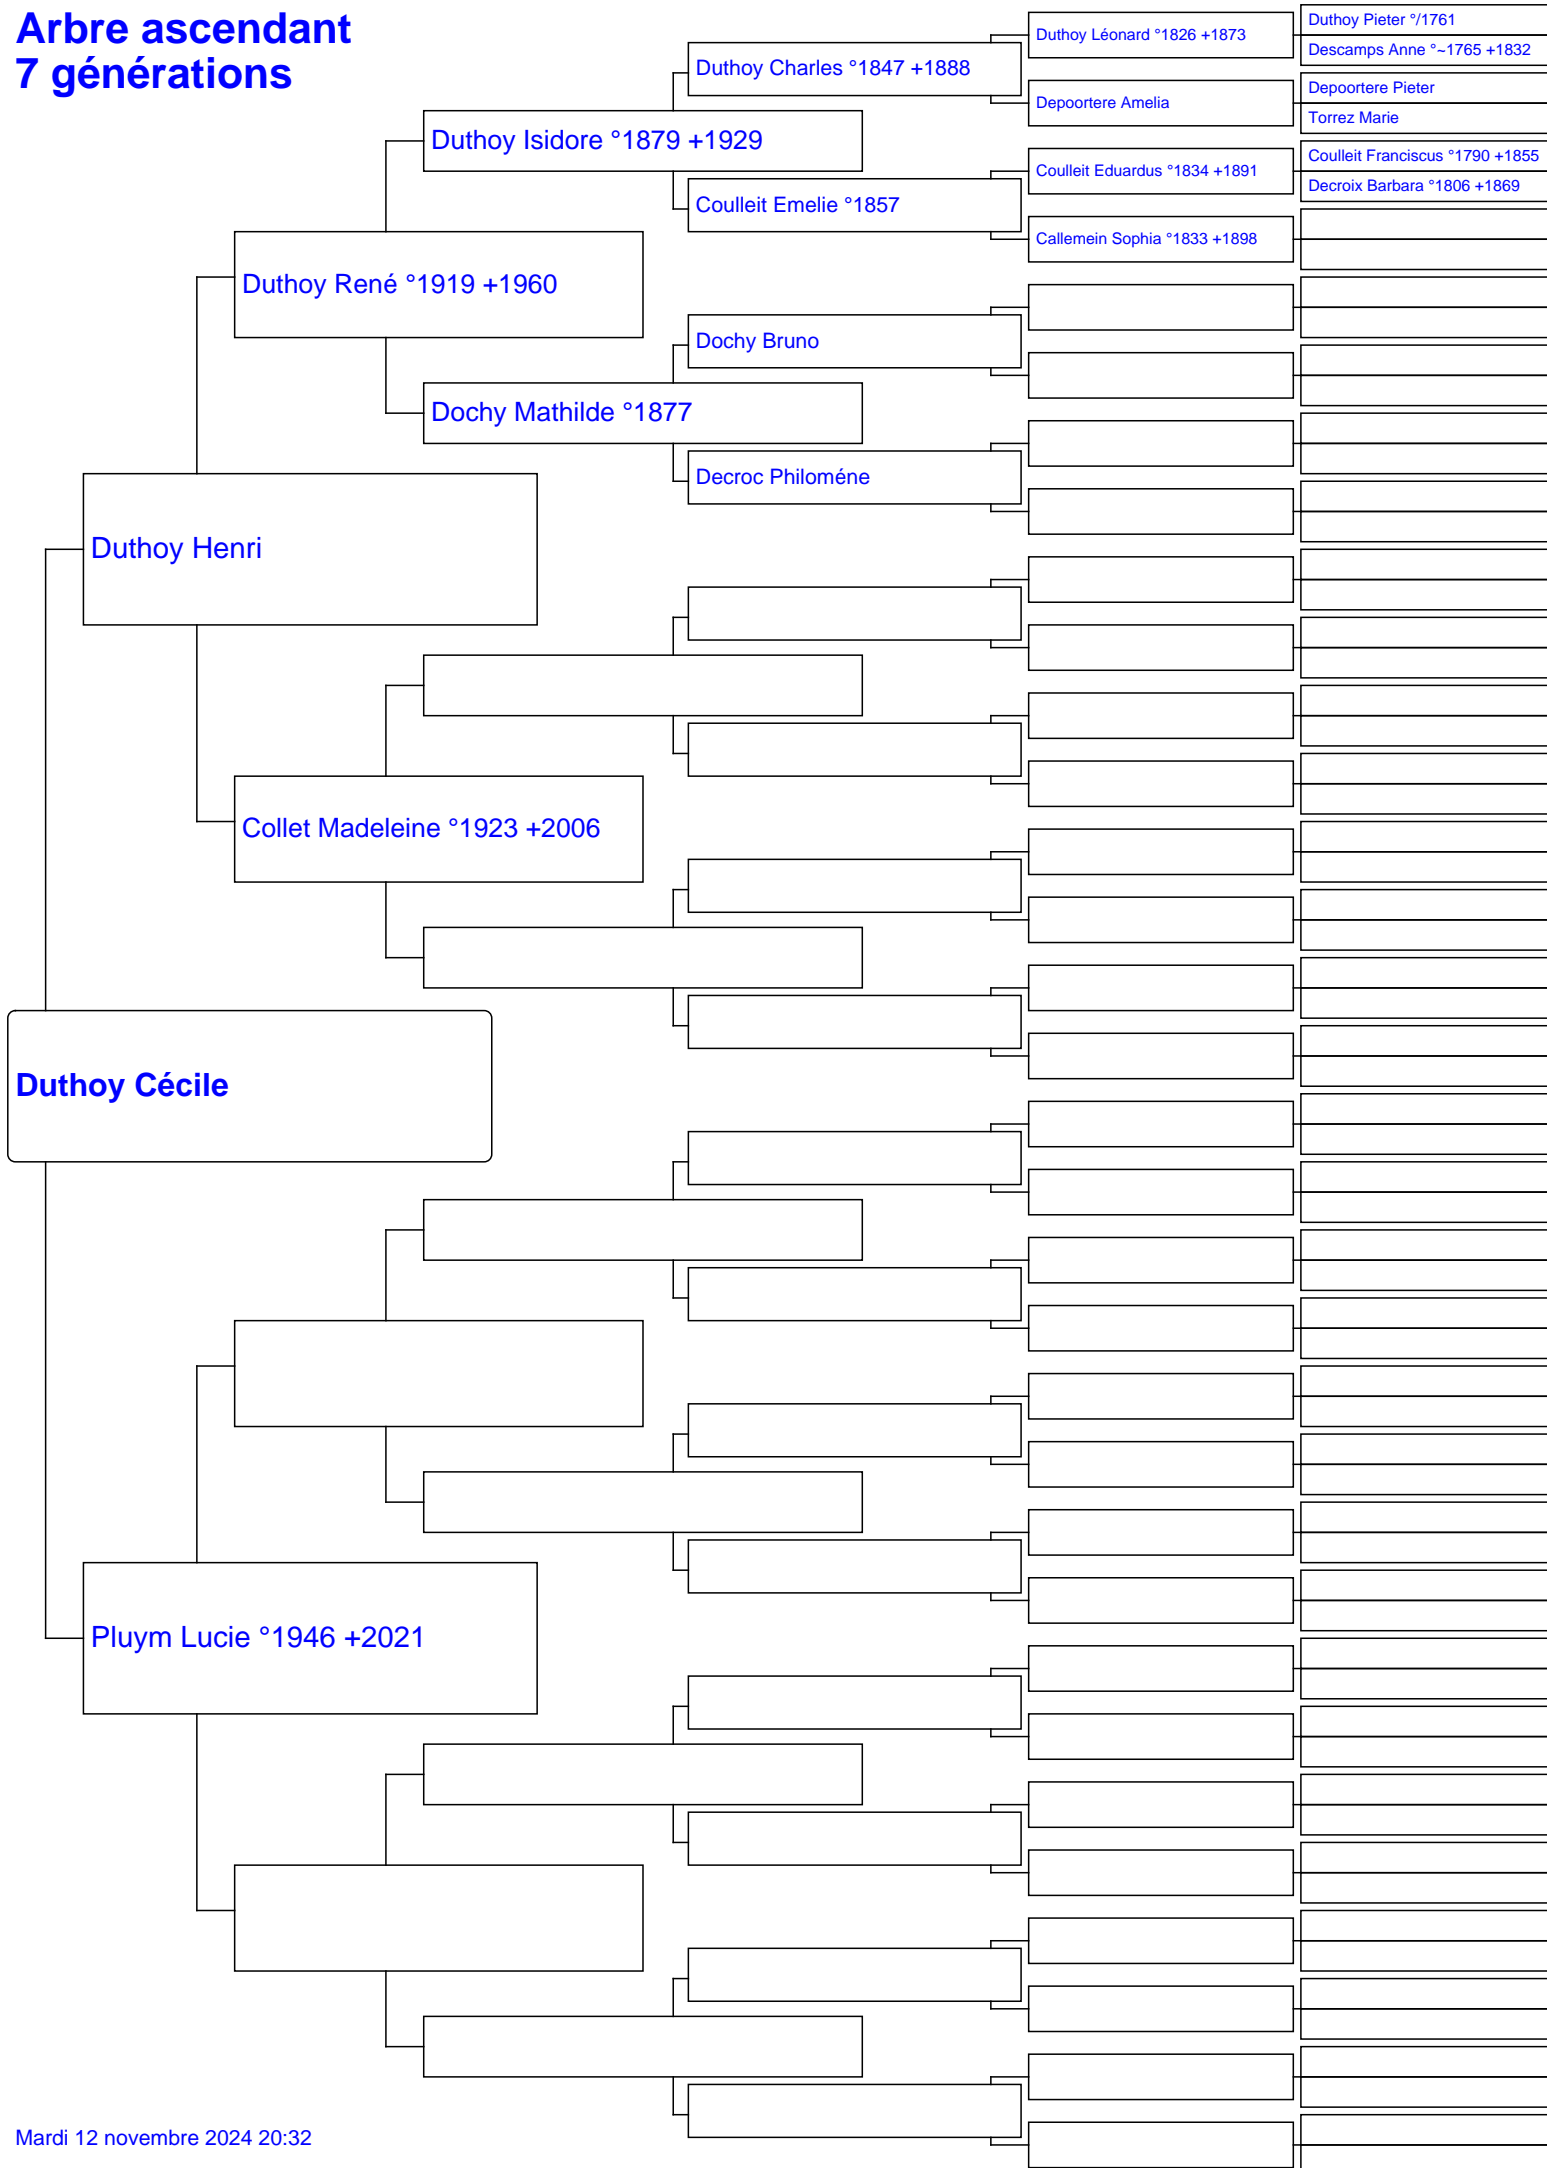 Arbre ascendant
7 générations
Duthoy Cécile
Duthoy Henri
Pluym Lucie °1946 +2021
Duthoy René °1919 +1960
Collet Madeleine °1923 +2006
Duthoy Isidore °1879 +1929
Dochy Mathilde °1877
Duthoy Charles °1847 +1888
Coulleit Emelie °1857
Dochy Bruno
Decroc Philoméne
Duthoy Léonard °1826 +1873
Depoortere Amelia
Coulleit Eduardus °1834 +1891
Callemein Sophia °1833 +1898
Duthoy Pieter °/1761
Descamps Anne °~1765 +1832
Depoortere Pieter
Torrez Marie
Coulleit Franciscus °1790 +1855
Decroix Barbara °1806 +1869
Mardi 12 novembre 2024 20:32